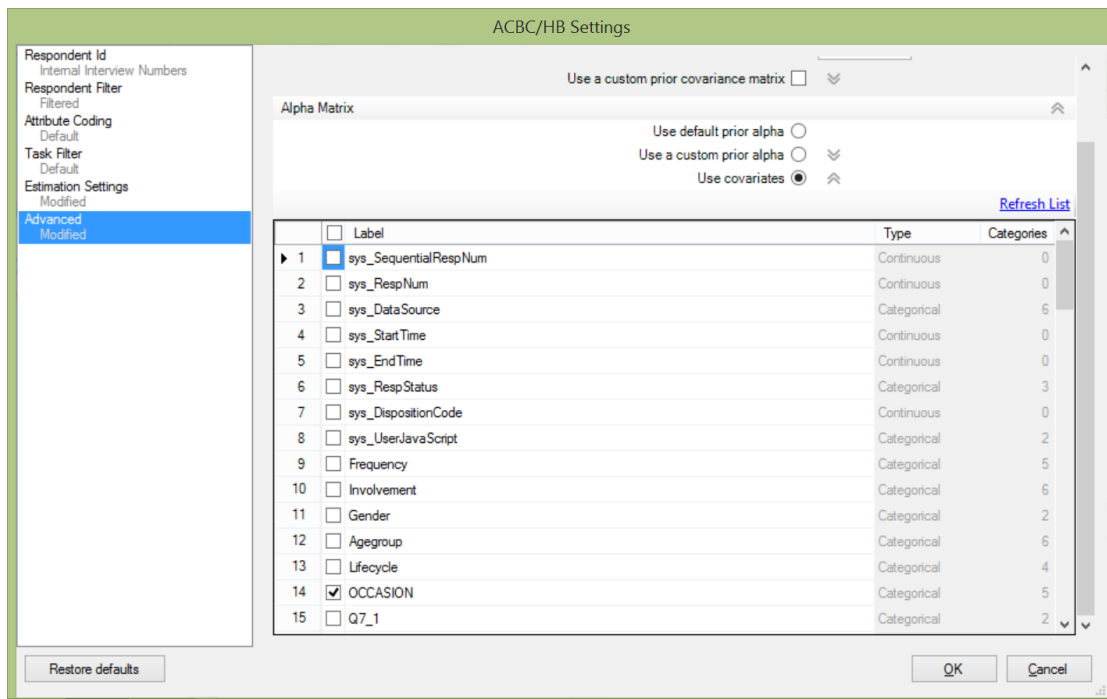 ACBC/HB Settings
Respondent Id
Internal Interview Numbers
Respondent Filter
Filtered
Attribute Coding
Default
Task Filter
Default
Estimation Settings
Modified
Advanced
Modified
Use a custom prior covariance matrix
Alpha Matrix
Use default prior alpha
Use a custom prior alpha
Use covariates
Refresh List
Label Type Categories
1 sys_SequentialRespNum Continuous 0
2 sys_RespNum Continuous 0
3 sys_DataSource Categorical 6
4 sys_StartTime Continuous 0
5 sys_EndTime Continuous 0
6 sys_RespStatus Categorical 3
7 sys_DispositionCode Continuous 0
8 sys_UserJavaScript Categorical 2
9 Frequency Categorical 5
10 Involvement Categorical 6
11 Gender Categorical 2
12 Agegroup Categorical 6
13 Lifecycle Categorical 4
14 OCCASION Categorical 5
15 Q7_1 Categorical 2
Restore defaults OK Cancel